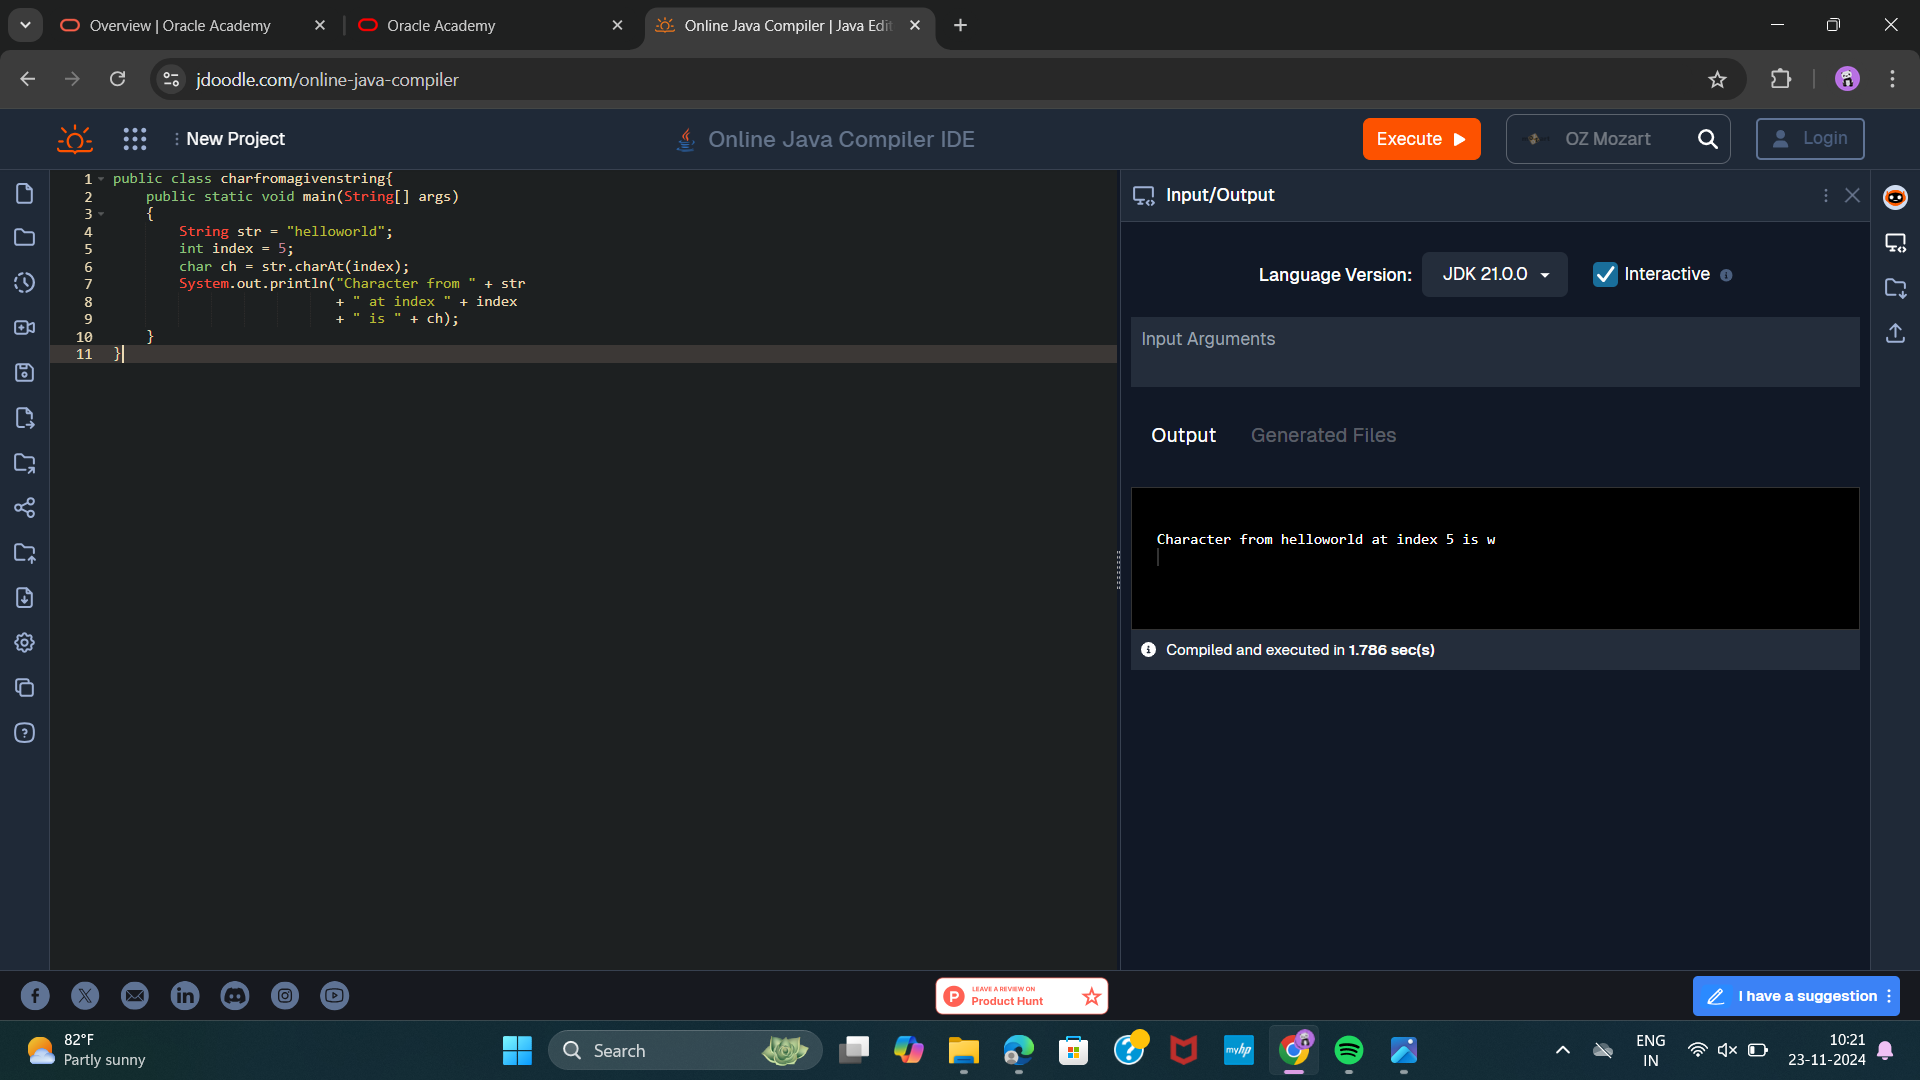 Overview | Oracle Academy
Oracle Academy
Online Java Compiler | Java Edit
jdoodle.com/online-java-compiler
New Project
Online Java Compiler IDE
Execute
OZ Mozart
Login
1 public class charfromagivenstring{
2 public static void main(String[] args)
3 {
4 String str = "helloworld";
5 int index = 5;
6 char ch = str.charAt(index);
7 System.out.println("Character from " + str
8 + " at index " + index
9 + " is " + ch);
10 }
11 }
Input/Output
Language Version:
JDK 21.0.0
Interactive
Input Arguments
Output
Generated Files
Character from helloworld at index 5 is w
Compiled and executed in 1.786 sec(s)
LEAVE A REVIEW ON
Product Hunt
I have a suggestion
82°F
Partly sunny
Search
myhp
ENG
IN
10:21
23-11-2024